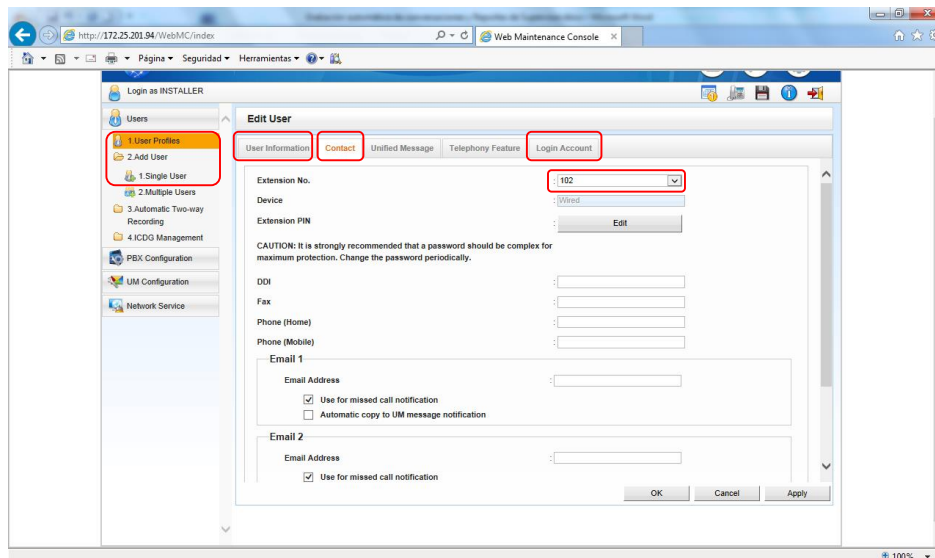 http://172.25.201.94/WebMC/index
Web Maintenance Console
Página
Seguridad
Herramientas
Login as INSTALLER
Users
1.User Profiles
2.Add User
1.Single User
2.Multiple Users
3.Automatic Two-way
Recording
4.ICDG Management
PBX Configuration
UM Configuration
Network Service
Edit User
User Information
Contact
Unified Message
Telephony Feature
Login Account
Extension No. : 102
Device : Wired
Extension PIN : Edit
CAUTION: It is strongly recommended that a password should be complex for
maximum protection. Change the password periodically.
DDI :
Fax :
Phone (Home) :
Phone (Mobile) :
Email 1
Email Address :
Use for missed call notification
Automatic copy to UM message notification
Email 2
Email Address :
Use for missed call notification
OK
Cancel
Apply
100%